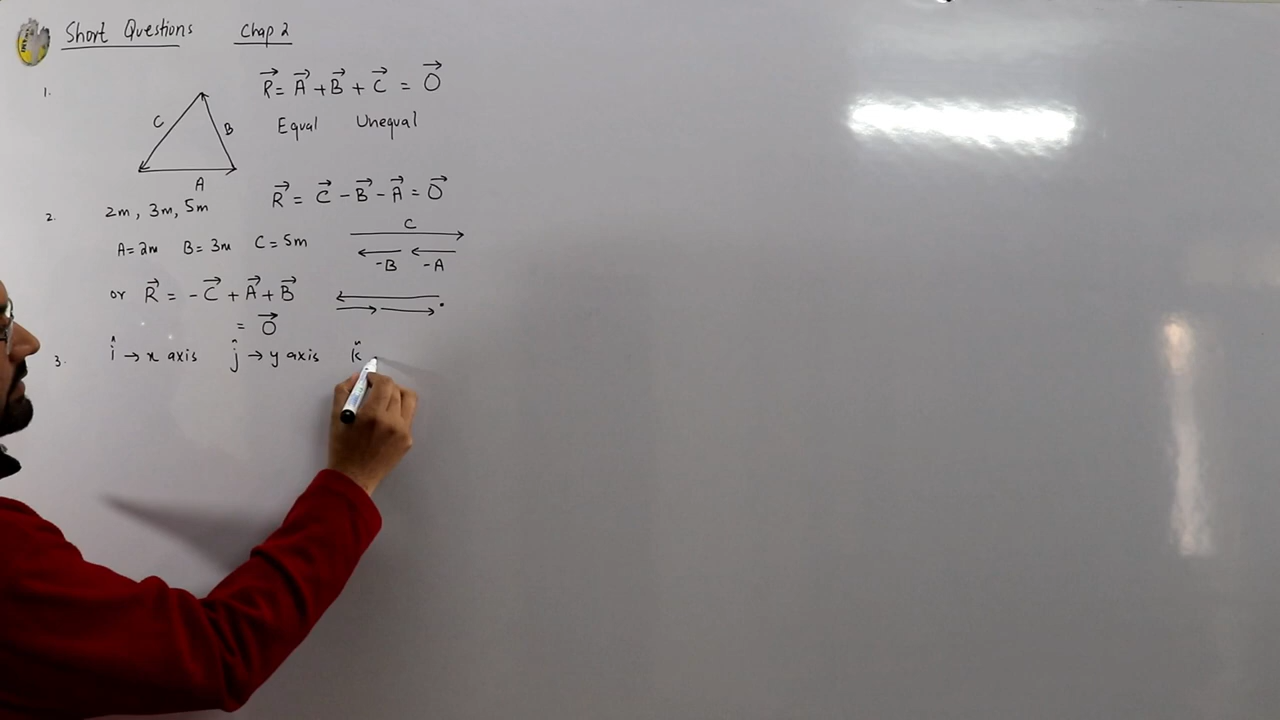 Short Questions Chap 2
1. R⃗ = A⃗ + B⃗ + C⃗ = O⃗
C B Equal Unequal
A
2. 2m, 3m, 5m R⃗ = C⃗ - B⃗ - A⃗ = O⃗
A = 2m B = 3m C = 5m C
-B -A
or R⃗ = - C⃗ + A⃗ + B⃗
= O⃗
3. î → x axis ĵ → y axis k̂